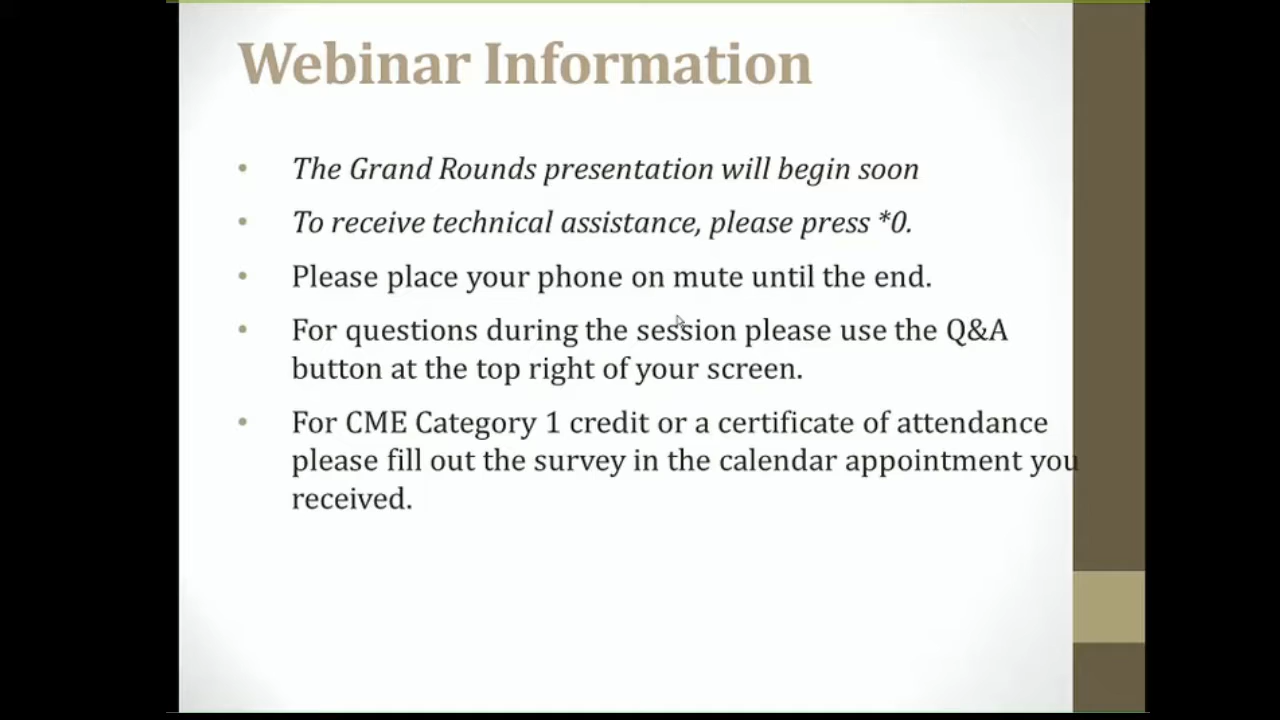 Webinar Information
• The Grand Rounds presentation will begin soon
• To receive technical assistance, please press *0.
• Please place your phone on mute until the end.
• For questions during the session please use the Q&A
button at the top right of your screen.
• For CME Category 1 credit or a certificate of attendance
please fill out the survey in the calendar appointment you
received.